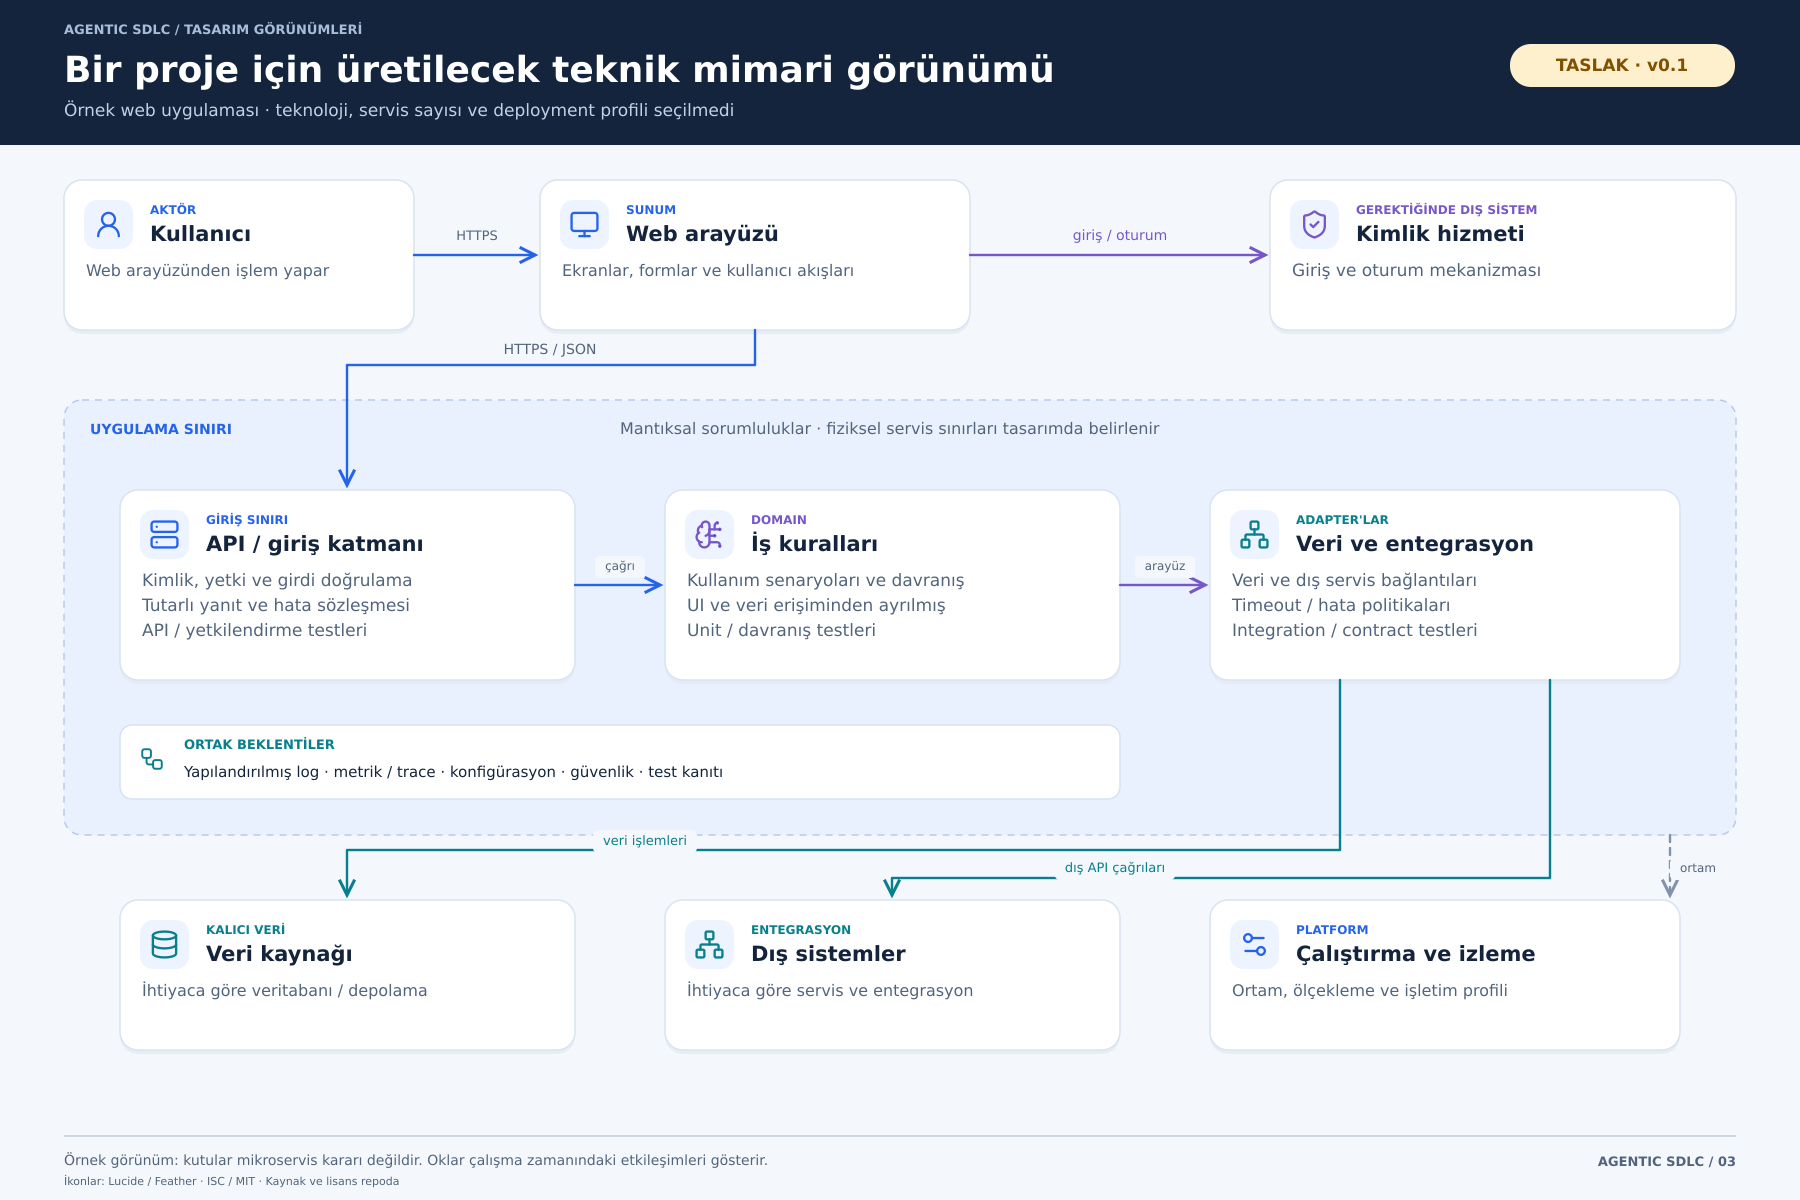 AGENTIC SDLC / TASARIM GÖRÜNÜMLERİ
Bir proje için üretilecek teknik mimari görünümü
Örnek web uygulaması · teknoloji, servis sayısı ve deployment profili seçilmedi
TASLAK · v0.1
AKTÖR
Kullanıcı
Web arayüzünden işlem yapar
HTTPS
SUNUM
Web arayüzü
Ekranlar, formlar ve kullanıcı akışları
giriş / oturum
GEREKTİĞİNDE DIŞ SİSTEM
Kimlik hizmeti
Giriş ve oturum mekanizması
HTTPS / JSON
UYGULAMA SINIRI
Mantıksal sorumluluklar · fiziksel servis sınırları tasarımda belirlenir
GİRİŞ SINIRI
API / giriş katmanı
Kimlik, yetki ve girdi doğrulama
Tutarlı yanıt ve hata sözleşmesi
API / yetkilendirme testleri
çağrı
DOMAIN
İş kuralları
Kullanım senaryoları ve davranış
UI ve veri erişiminden ayrılmış
Unit / davranış testleri
arayüz
ADAPTER'LAR
Veri ve entegrasyon
Veri ve dış servis bağlantıları
Timeout / hata politikaları
Integration / contract testleri
ORTAK BEKLENTİLER
Yapılandırılmış log · metrik / trace · konfigürasyon · güvenlik · test kanıtı
veri işlemleri
dış API çağrıları
ortam
KALICI VERİ
Veri kaynağı
İhtiyaca göre veritabanı / depolama
ENTEGRASYON
Dış sistemler
İhtiyaca göre servis ve entegrasyon
PLATFORM
Çalıştırma ve izleme
Ortam, ölçekleme ve işletim profili
Örnek görünüm: kutular mikroservis kararı değildir. Oklar çalışma zamanındaki etkileşimleri gösterir.
İkonlar: Lucide / Feather · ISC / MIT · Kaynak ve lisans repoda
AGENTIC SDLC / 03